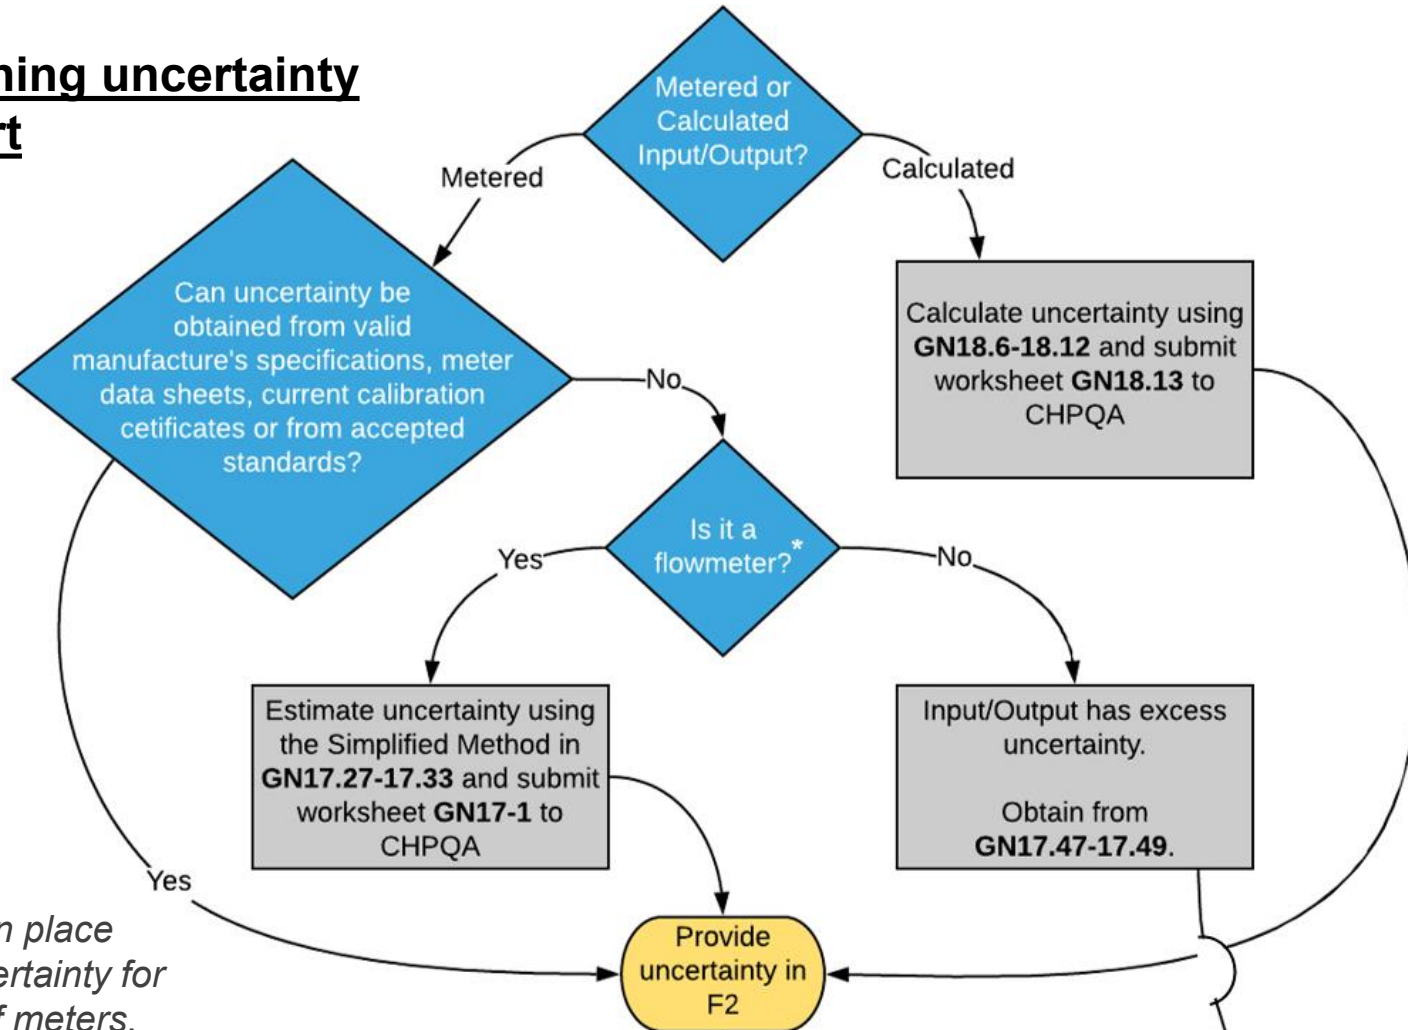 ning uncertainty
rt
Metered or
Calculated
Input/Output?
Metered
Calculated
Can uncertainty be
obtained from valid
manufacture's specifications, meter
data sheets, current calibration
cetificates or from accepted
standards?
No
Calculate uncertainty using
GN18.6-18.12 and submit
worksheet GN18.13 to
CHPQA
Is it a
flowmeter?*
Yes
No
Estimate uncertainty using
the Simplified Method in
GN17.27-17.33 and submit
worksheet GN17-1 to
CHPQA
Input/Output has excess
uncertainty.
Obtain from
GN17.47-17.49.
Yes
Provide
uncertainty in
F2
n place
ertainty for
f meters.